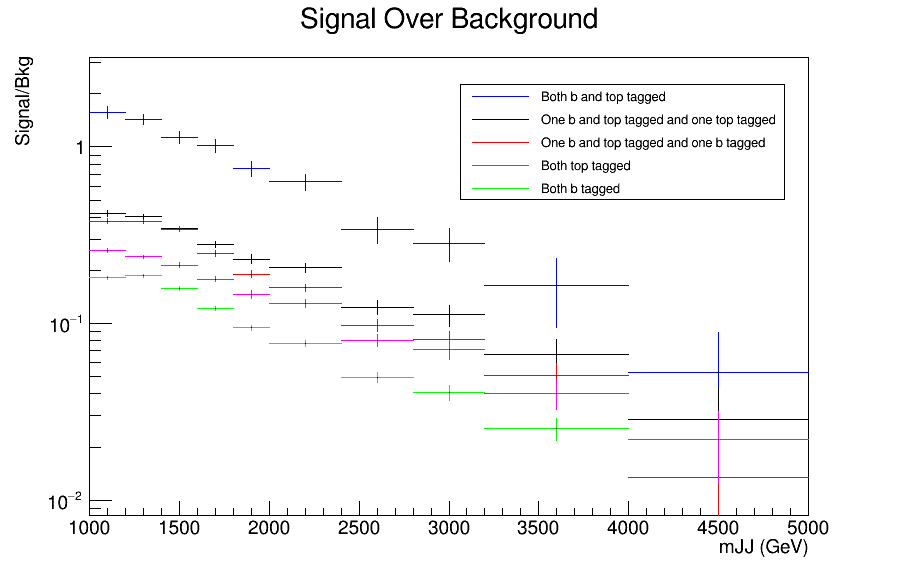 Signal Over Background
Signal/Bkg
Both b and top tagged
One b and top tagged and one top tagged
One b and top tagged and one b tagged
Both top tagged
Both b tagged
1
10⁻¹
10⁻²
1000 1500 2000 2500 3000 3500 4000 4500 5000
mJJ (GeV)